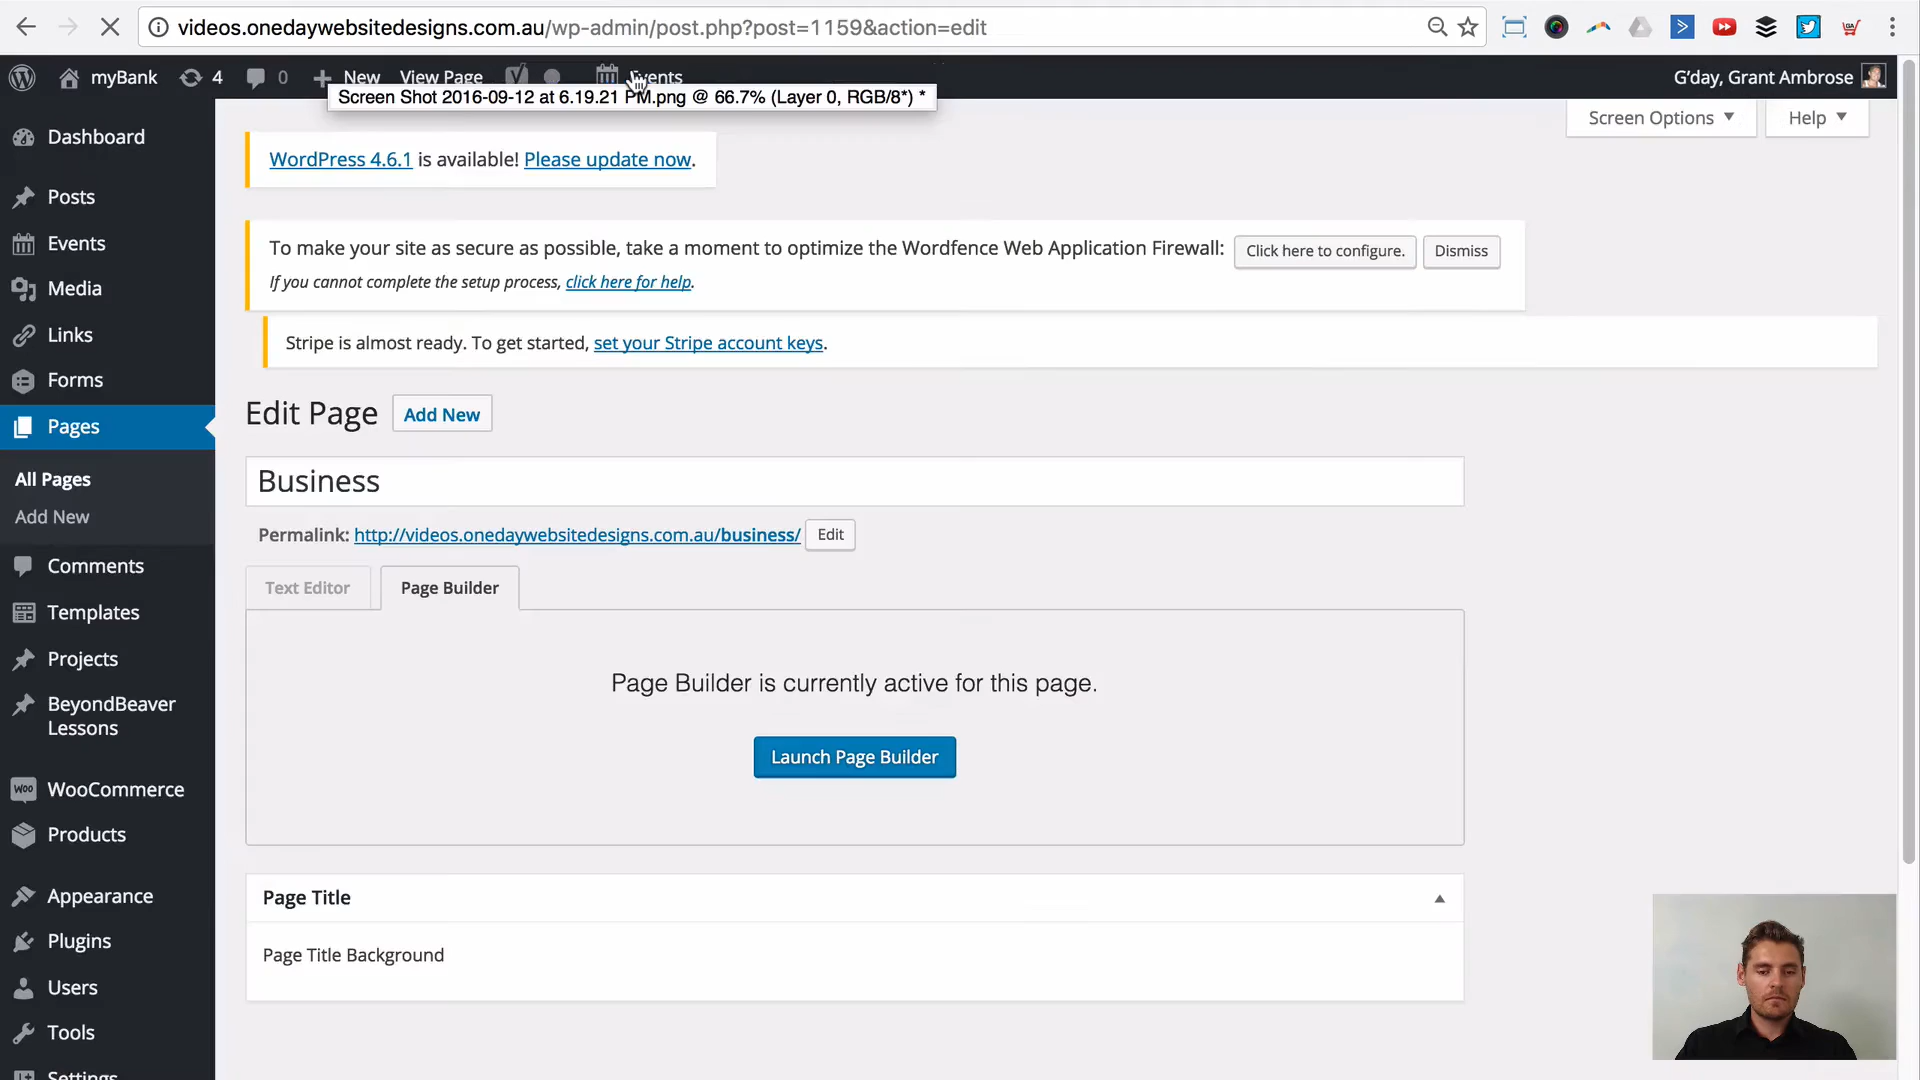 videos.onedaywebsitedesigns.com.au/wp-admin/post.php?post=1159&action=edit
myBank 4 0 New View Page Events G'day, Grant Ambrose
Screen Shot 2016-09-12 at 6.19.21 PM.png @ 66.7% (Layer 0, RGB/8*) *
Screen Options Help
Dashboard
Posts
Events
Media
Links
Forms
Pages
All Pages
Add New
Comments
Templates
Projects
BeyondBeaver
Lessons
WooCommerce
Products
Appearance
Plugins
Users
Tools
Settings
WordPress 4.6.1 is available! Please update now.
To make your site as secure as possible, take a moment to optimize the Wordfence Web Application Firewall: Click here to configure. Dismiss
If you cannot complete the setup process, click here for help.
Stripe is almost ready. To get started, set your Stripe account keys.
Edit Page Add New
Business
Permalink: http://videos.onedaywebsitedesigns.com.au/business/ Edit
Text Editor Page Builder
Page Builder is currently active for this page.
Launch Page Builder
Page Title
Page Title Background